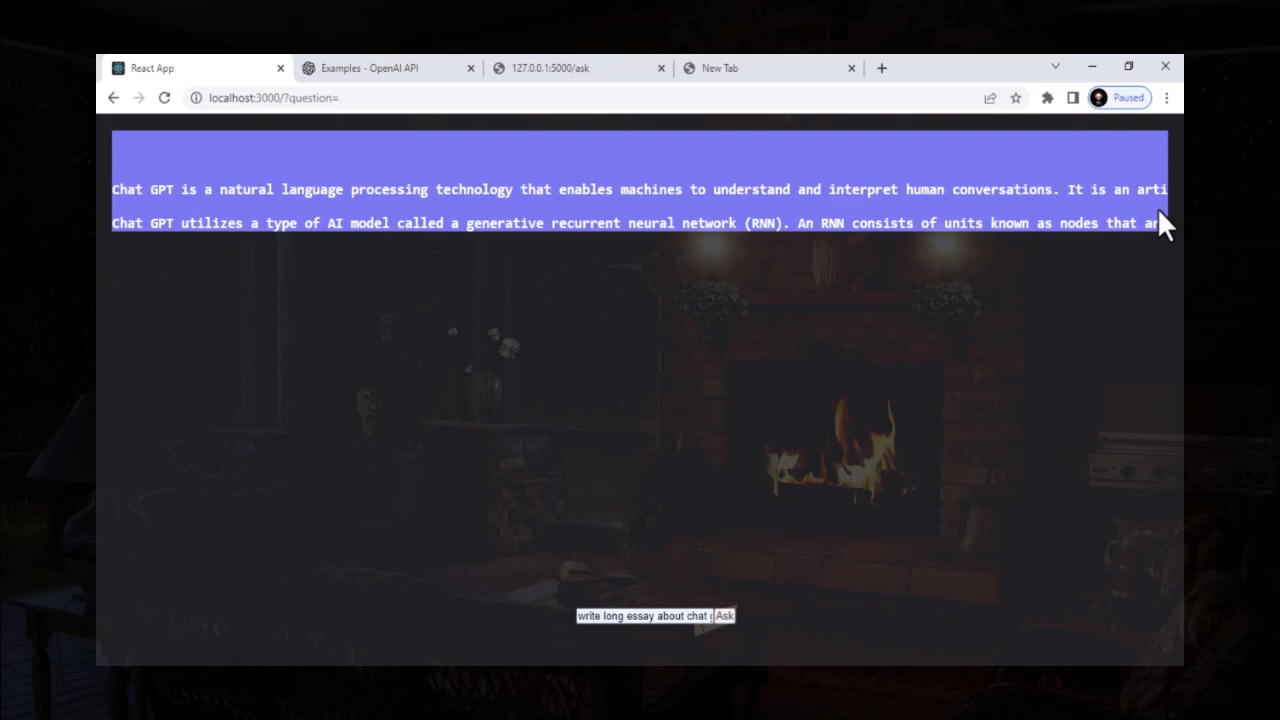 React App
Examples - OpenAI API
127.0.0.1:5000/ask
New Tab
localhost:3000/?question=
Paused
Chat GPT is a natural language processing technology that enables machines to understand and interpret human conversations. It is an arti
Chat GPT utilizes a type of AI model called a generative recurrent neural network (RNN). An RNN consists of units known as nodes that
write long essay about chat
Ask